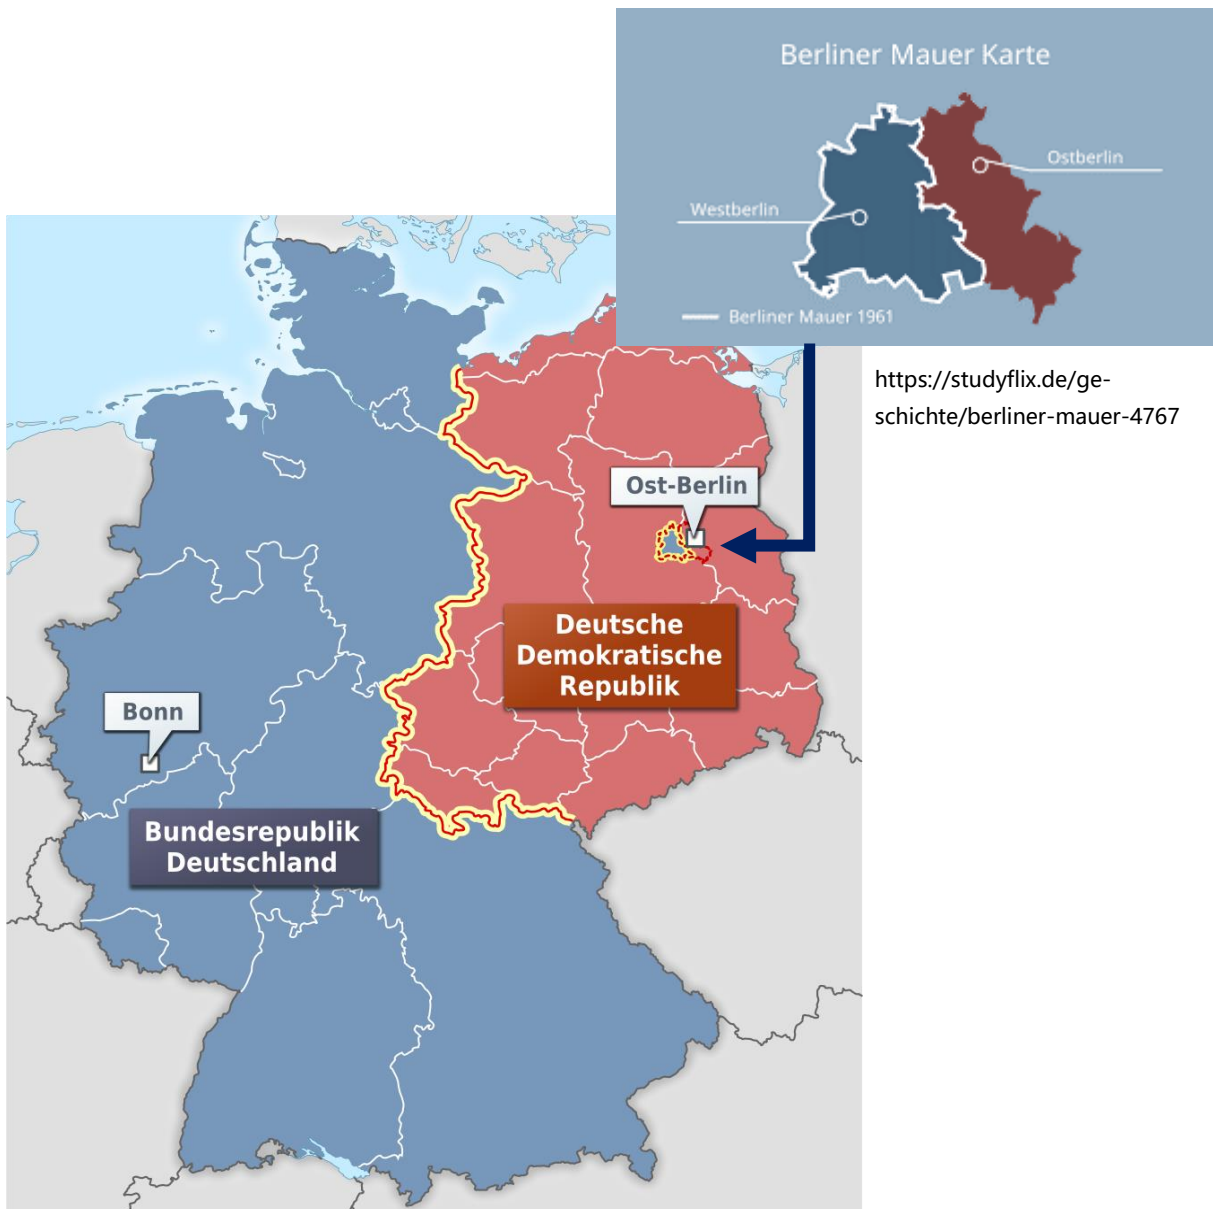 Berliner Mauer Karte
Ostberlin
Westberlin
Berliner Mauer 1961
https://studyflix.de/ge-
schichte/berliner-mauer-4767
Ost-Berlin
Deutsche
Demokratische
Republik
Bonn
Bundesrepublik
Deutschland